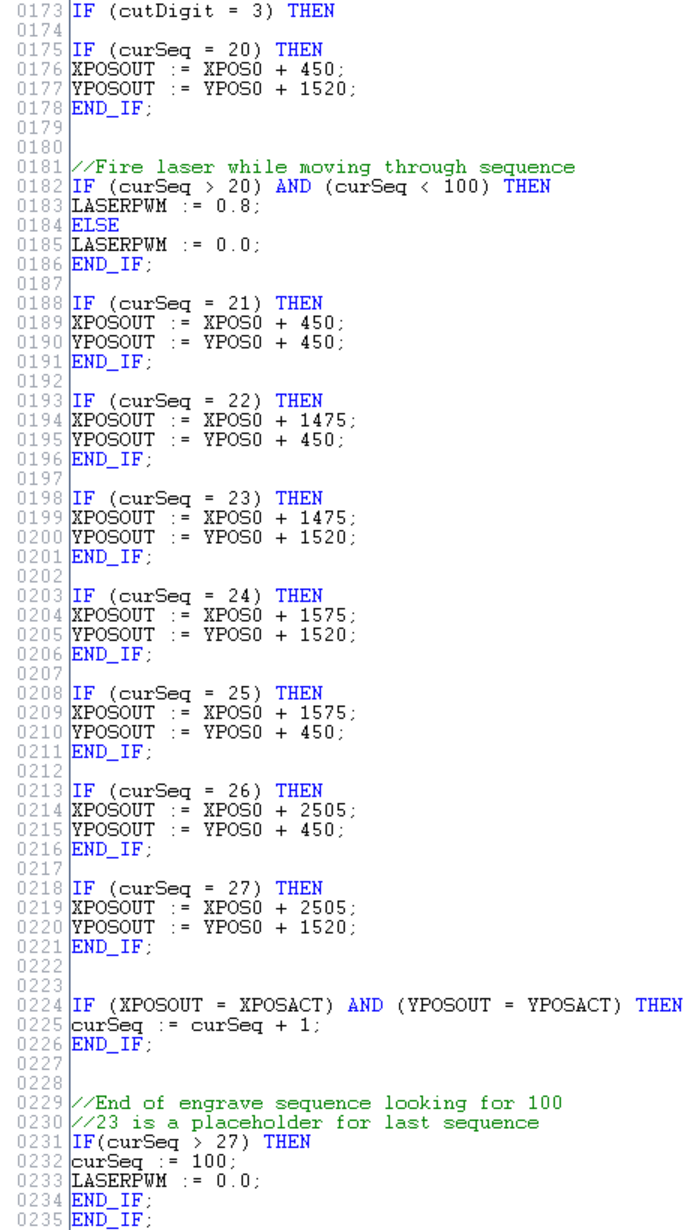 0173 IF (cutDigit = 3) THEN
0174
0175 IF (curSeq = 20) THEN
0176 XPOSOUT := XPOS0 + 450;
0177 YPOSOUT := YPOS0 + 1520;
0178 END_IF;
0179
0180
0181 //Fire laser while moving through sequence
0182 IF (curSeq > 20) AND (curSeq < 100) THEN
0183 LASERPWM := 0.8;
0184 ELSE
0185 LASERPWM := 0.0;
0186 END_IF;
0187
0188 IF (curSeq = 21) THEN
0189 XPOSOUT := XPOS0 + 450;
0190 YPOSOUT := YPOS0 + 450;
0191 END_IF;
0192
0193 IF (curSeq = 22) THEN
0194 XPOSOUT := XPOS0 + 1475;
0195 YPOSOUT := YPOS0 + 450;
0196 END_IF;
0197
0198 IF (curSeq = 23) THEN
0199 XPOSOUT := XPOS0 + 1475;
0200 YPOSOUT := YPOS0 + 1520;
0201 END_IF;
0202
0203 IF (curSeq = 24) THEN
0204 XPOSOUT := XPOS0 + 1575;
0205 YPOSOUT := YPOS0 + 1520;
0206 END_IF;
0207
0208 IF (curSeq = 25) THEN
0209 XPOSOUT := XPOS0 + 1575;
0210 YPOSOUT := YPOS0 + 450;
0211 END_IF;
0212
0213 IF (curSeq = 26) THEN
0214 XPOSOUT := XPOS0 + 2505;
0215 YPOSOUT := YPOS0 + 450;
0216 END_IF;
0217
0218 IF (curSeq = 27) THEN
0219 XPOSOUT := XPOS0 + 2505;
0220 YPOSOUT := YPOS0 + 1520;
0221 END_IF;
0222
0223
0224 IF (XPOSOUT = XPOSACT) AND (YPOSOUT = YPOSACT) THEN
0225 curSeq := curSeq + 1;
0226 END_IF;
0227
0228
0229 //End of engrave sequence looking for 100
0230 //23 is a placeholder for last sequence
0231 IF(curSeq > 27) THEN
0232 curSeq := 100;
0233 LASERPWM := 0.0;
0234 END_IF;
0235 END_IF;